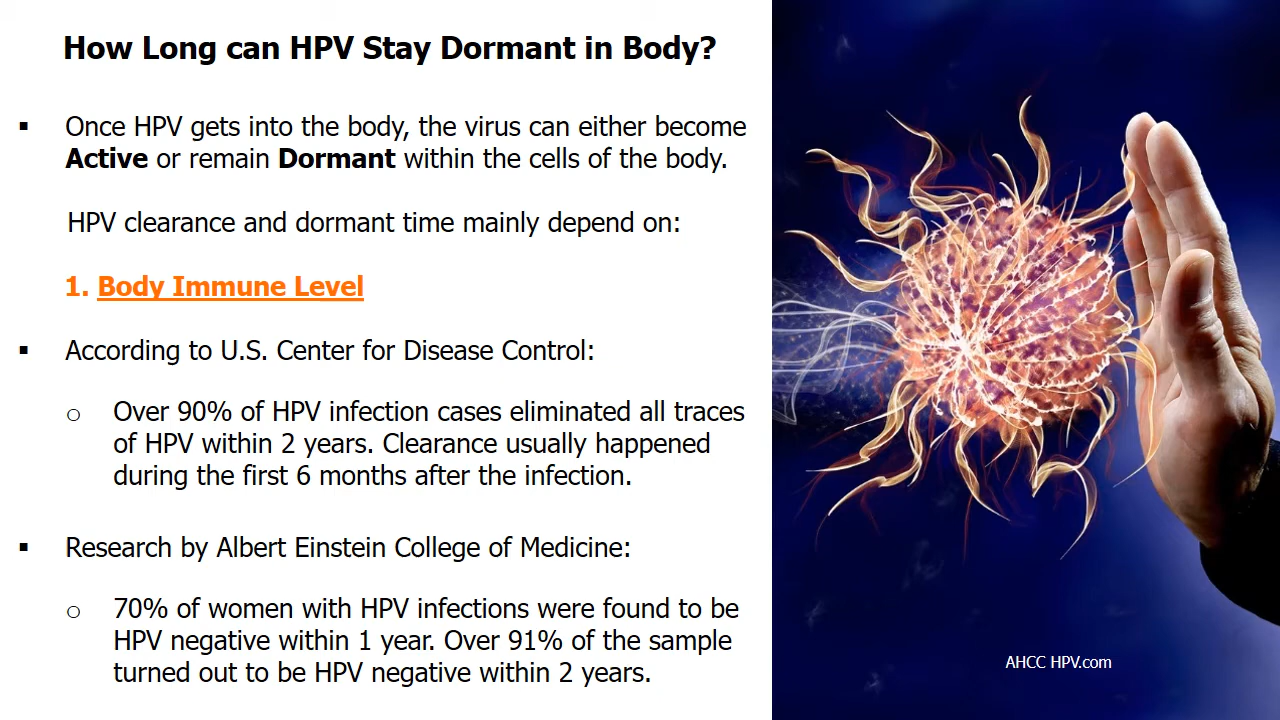 How Long can HPV Stay Dormant in Body?
▪ Once HPV gets into the body, the virus can either become
Active or remain Dormant within the cells of the body.
HPV clearance and dormant time mainly depend on:
1. Body Immune Level
▪ According to U.S. Center for Disease Control:
o Over 90% of HPV infection cases eliminated all traces
of HPV within 2 years. Clearance usually happened
during the first 6 months after the infection.
▪ Research by Albert Einstein College of Medicine:
o 70% of women with HPV infections were found to be
HPV negative within 1 year. Over 91% of the sample
turned out to be HPV negative within 2 years.
AHCC HPV.com